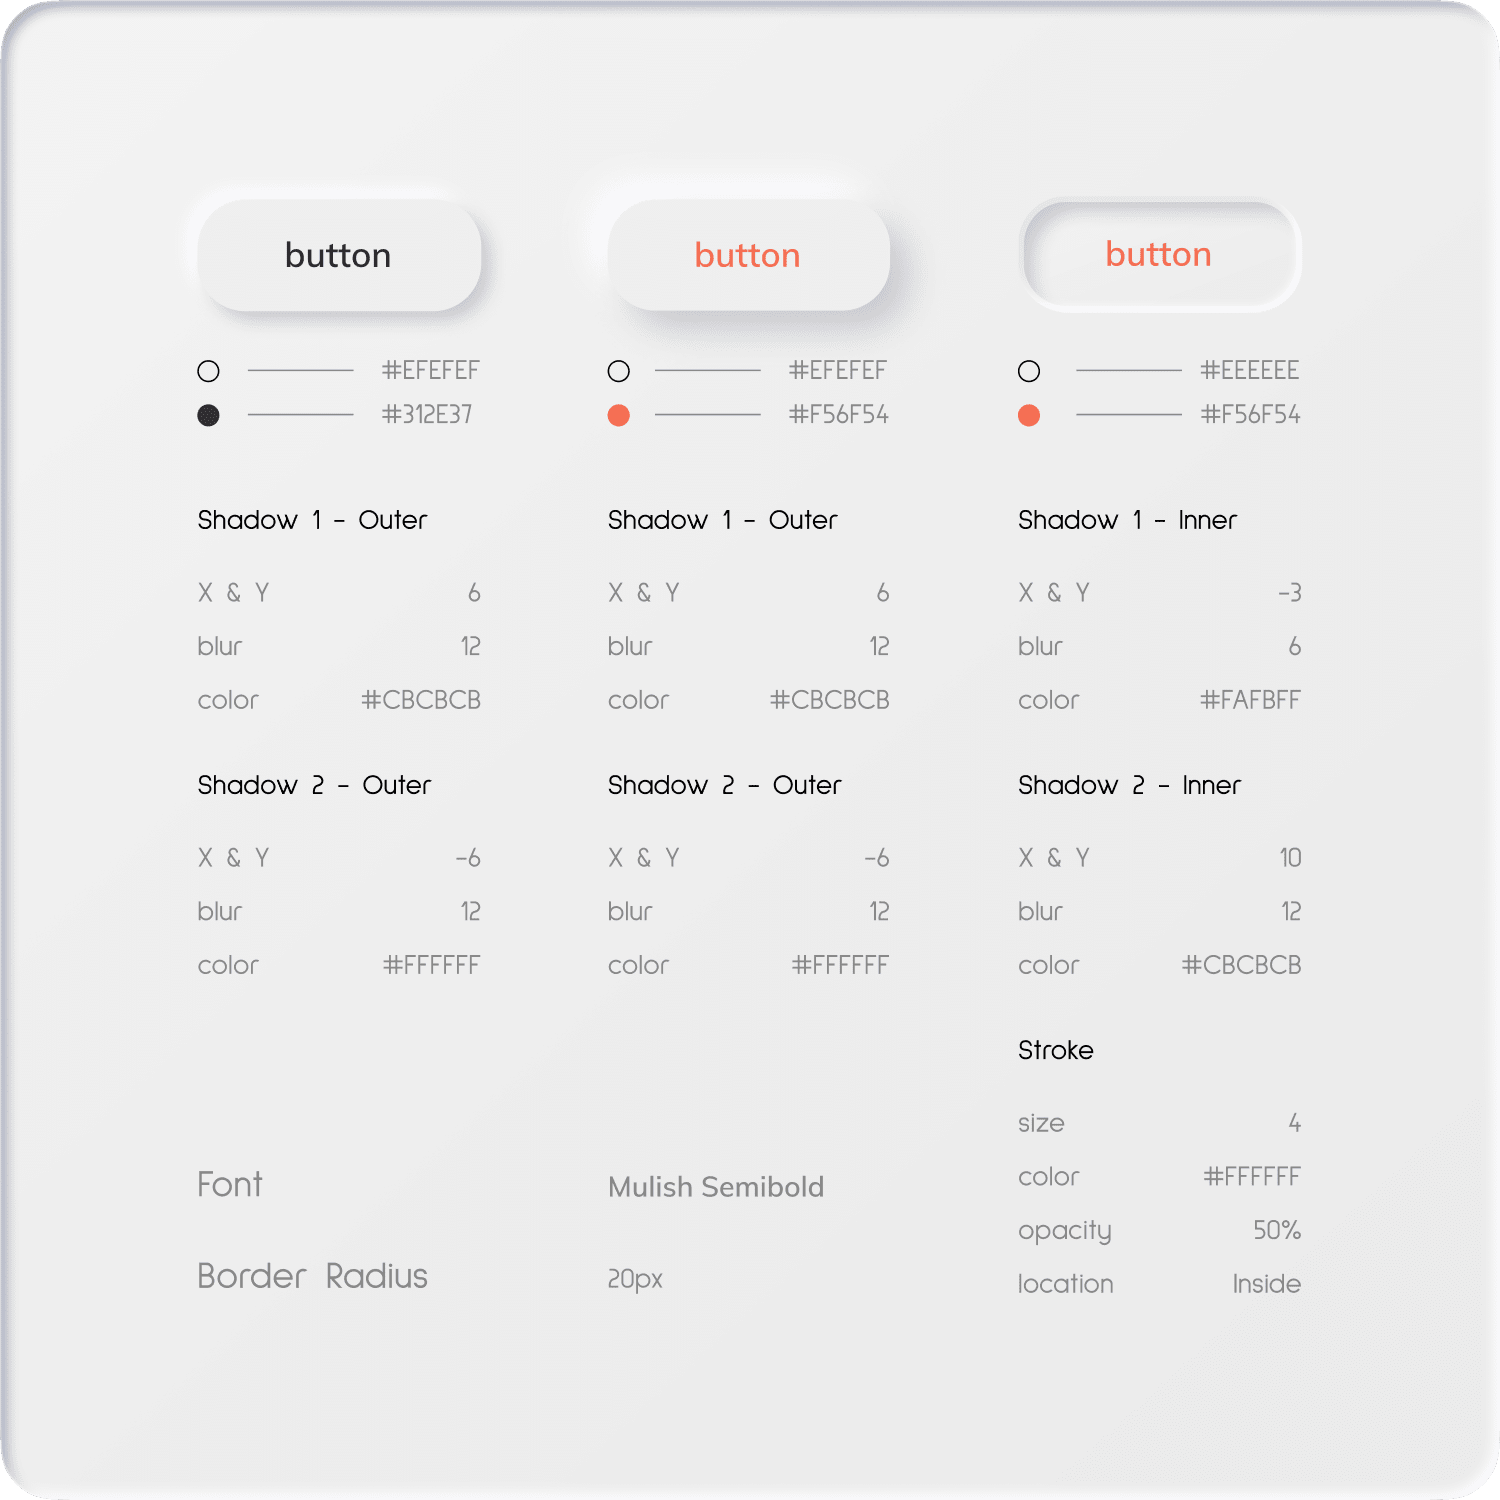 button button button
#EFEFEF #EFEFEF #EEEEEE
#312E37 #F56F54 #F56F54
Shadow 1 - Outer Shadow 1 - Outer Shadow 1 - Inner
X & Y 6 X & Y 6 X & Y -3
blur 12 blur 12 blur 6
color #CBCBCB color #CBCBCB color #FAFBFF
Shadow 2 - Outer Shadow 2 - Outer Shadow 2 - Inner
X & Y -6 X & Y -6 X & Y 10
blur 12 blur 12 blur 12
color #FFFFFF color #FFFFFF color #CBCBCB
Stroke
size 4
color #FFFFFF
Font Mulish Semibold
opacity 50%
Border Radius 20px
location Inside